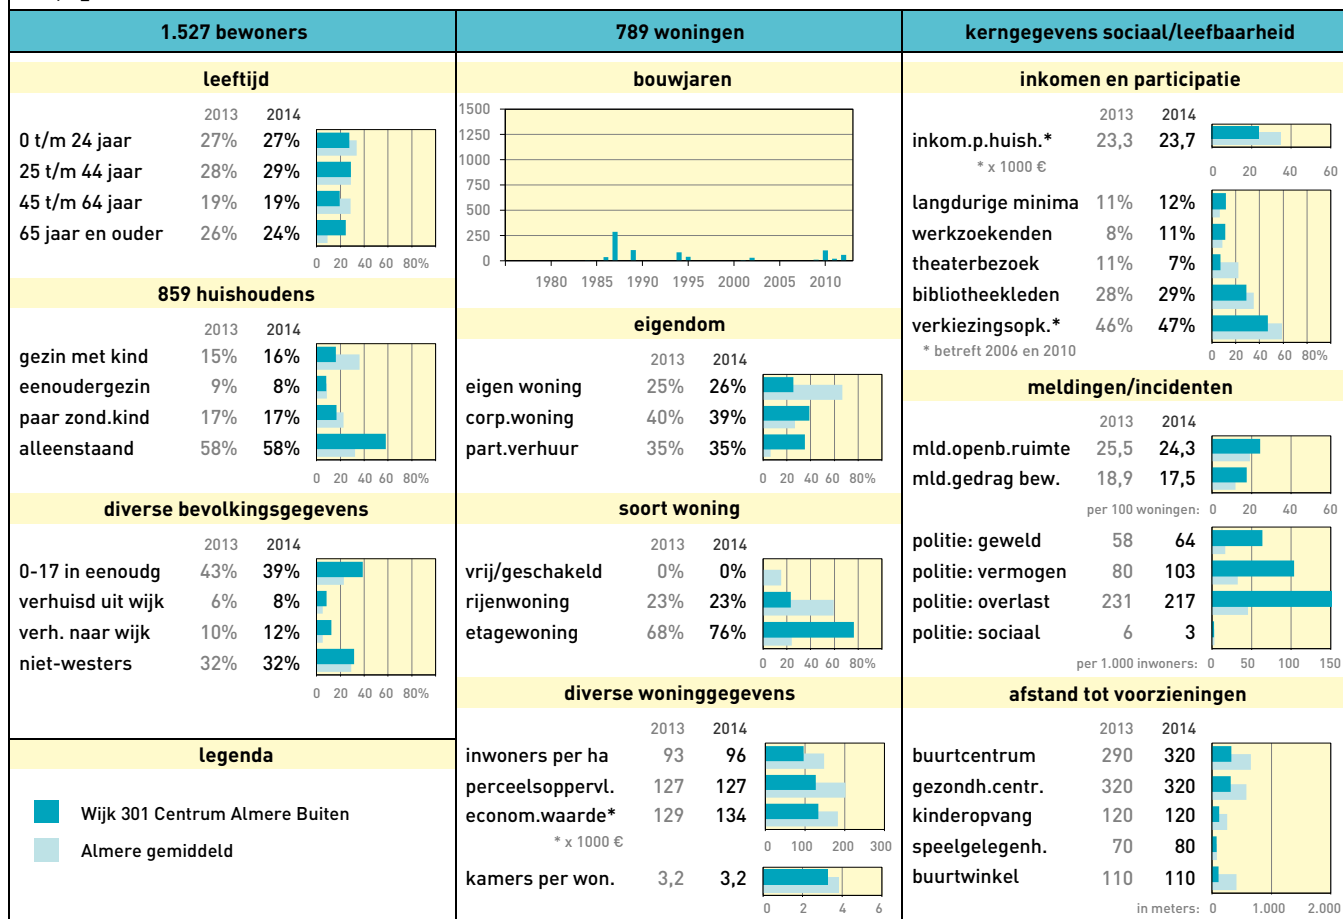 1.527 bewoners
leeftijd
2013 2014
0 t/m 24 jaar 27% 27%
25 t/m 44 jaar 28% 29%
45 t/m 64 jaar 19% 19%
65 jaar en ouder 26% 24%
0 20 40 60 80%
859 huishoudens
2013 2014
gezin met kind 15% 16%
eenoudergezin 9% 8%
paar zond.kind 17% 17%
alleenstaand 58% 58%
0 20 40 60 80%
diverse bevolkingsgegevens
2013 2014
0-17 in eenoudg 43% 39%
verhuisd uit wijk 6% 8%
verh. naar wijk 10% 12%
niet-westers 32% 32%
0 20 40 60 80%
legenda
Wijk 301 Centrum Almere Buiten
Almere gemiddeld
789 woningen
bouwjaren
1500
1250
1000
750
500
250
0
1980 1985 1990 1995 2000 2005 2010
eigendom
2013 2014
eigen woning 25% 26%
corp.woning 40% 39%
part.verhuur 35% 35%
0 20 40 60 80%
soort woning
2013 2014
vrij/geschakeld 0% 0%
rijenwoning 23% 23%
etagewoning 68% 76%
0 20 40 60 80%
diverse woninggegevens
2013 2014
inwoners per ha 93 96
perceelsoppervl. 127 127
econom.waarde* 129 134
* x 1000 €
0 100 200 300
kamers per won. 3,2 3,2
0 2 4 6
kerngegevens sociaal/leefbaarheid
inkomen en participatie
2013 2014
inkom.p.huish.* 23,3 23,7
* x 1000 €
0 20 40 60
langdurige minima 11% 12%
werkzoekenden 8% 11%
theaterbezoek 11% 7%
bibliotheekleden 28% 29%
verkiezingsopk.* 46% 47%
* betreft 2006 en 2010
0 20 40 60 80%
meldingen/incidenten
2013 2014
mld.openb.ruimte 25,5 24,3
mld.gedrag bew. 18,9 17,5
per 100 woningen: 0 20 40 60
politie: geweld 58 64
politie: vermogen 80 103
politie: overlast 231 217
politie: sociaal 6 3
per 1.000 inwoners: 0 50 100 150
afstand tot voorzieningen
2013 2014
buurtcentrum 290 320
gezondh.centr. 320 320
kinderopvang 120 120
speelgelegenh. 70 80
buurtwinkel 110 110
in meters: 0 1.000 2.000